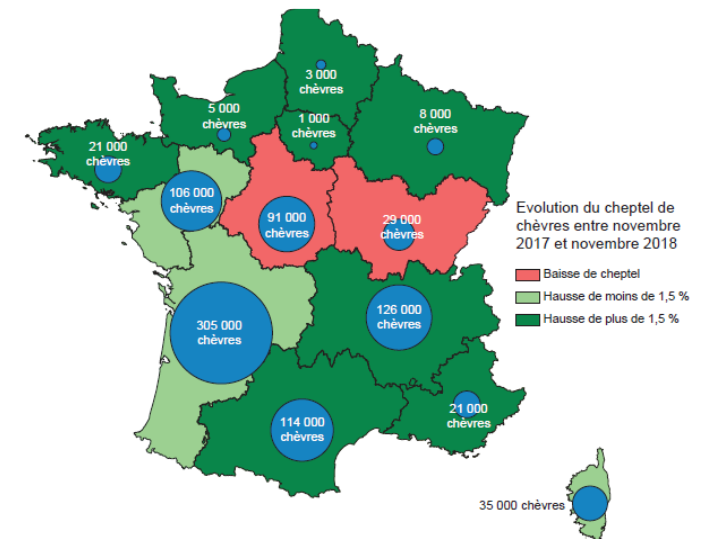 3 000
chèvres
5 000
chèvres
1 000
chèvres
8 000
chèvres
21 000
chèvres
106 000
chèvres
91 000
chèvres
29 000
chèvres
Evolution du cheptel de
chèvres entre novembre
2017 et novembre 2018
Baisse de cheptel
Hausse de moins de 1,5 %
Hausse de plus de 1,5 %
305 000
chèvres
126 000
chèvres
114 000
chèvres
21 000
chèvres
35 000 chèvres